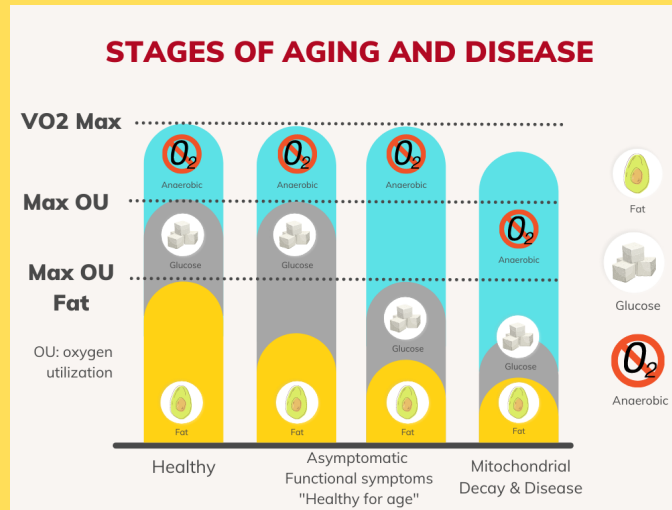 STAGES OF AGING AND DISEASE
VO2 Max
Max OU
Max OU
Fat
OU: oxygen
utilization
O2
Anaerobic
Glucose
Fat
O2
Anaerobic
Glucose
Fat
O2
Anaerobic
Glucose
Fat
O2
Anaerobic
Glucose
Fat
Healthy
Asymptomatic
Functional symptoms
"Healthy for age"
Mitochondrial
Decay & Disease
Fat
Glucose
O2
Anaerobic